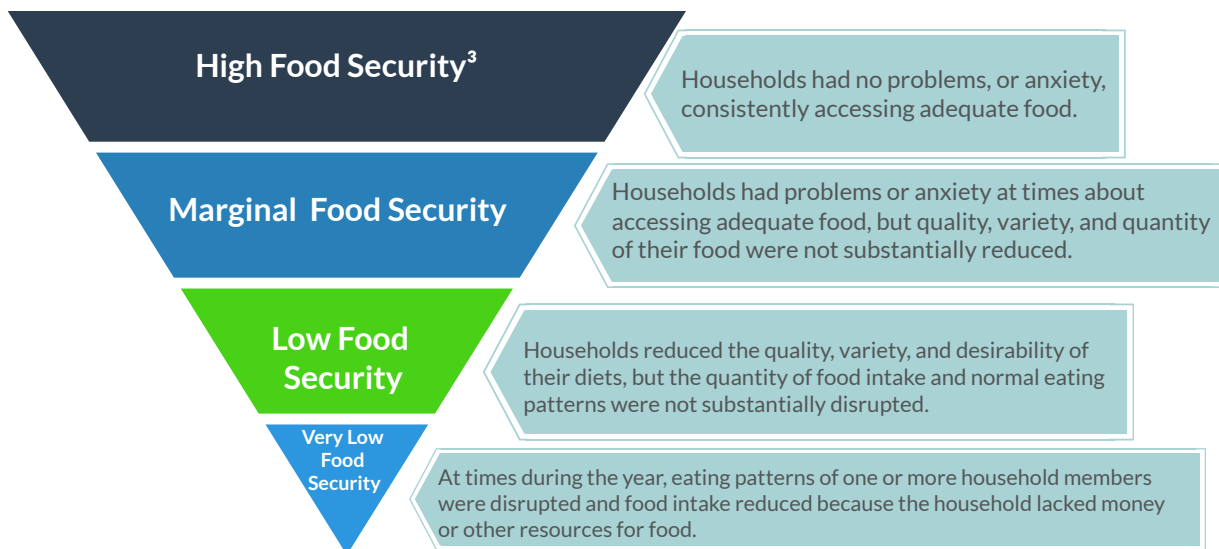 High Food Security³
Households had no problems, or anxiety,
consistently accessing adequate food.
Marginal Food Security
Households had problems or anxiety at times about
accessing adequate food, but quality, variety, and quantity
of their food were not substantially reduced.
Low Food
Security
Households reduced the quality, variety, and desirability of
their diets, but the quantity of food intake and normal eating
patterns were not substantially disrupted.
Very Low
Food
Security
At times during the year, eating patterns of one or more household members
were disrupted and food intake reduced because the household lacked money
or other resources for food.